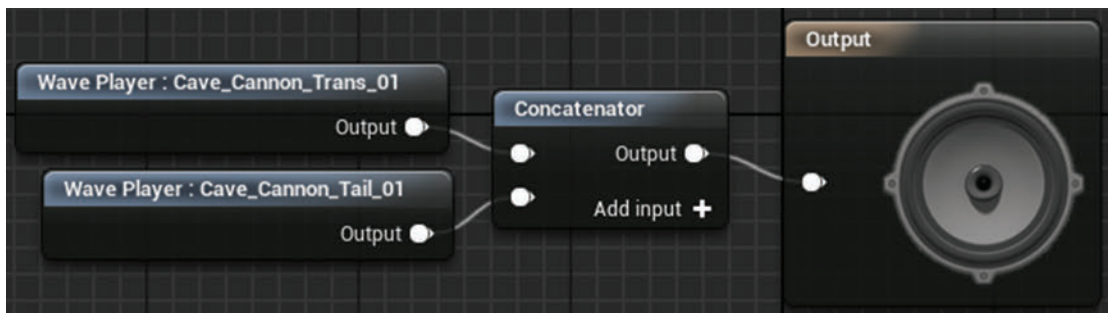 Wave Player : Cave_Cannon_Trans_01
Output
Wave Player : Cave_Cannon_Tail_01
Output
Concatenator
Output
Add input
Output